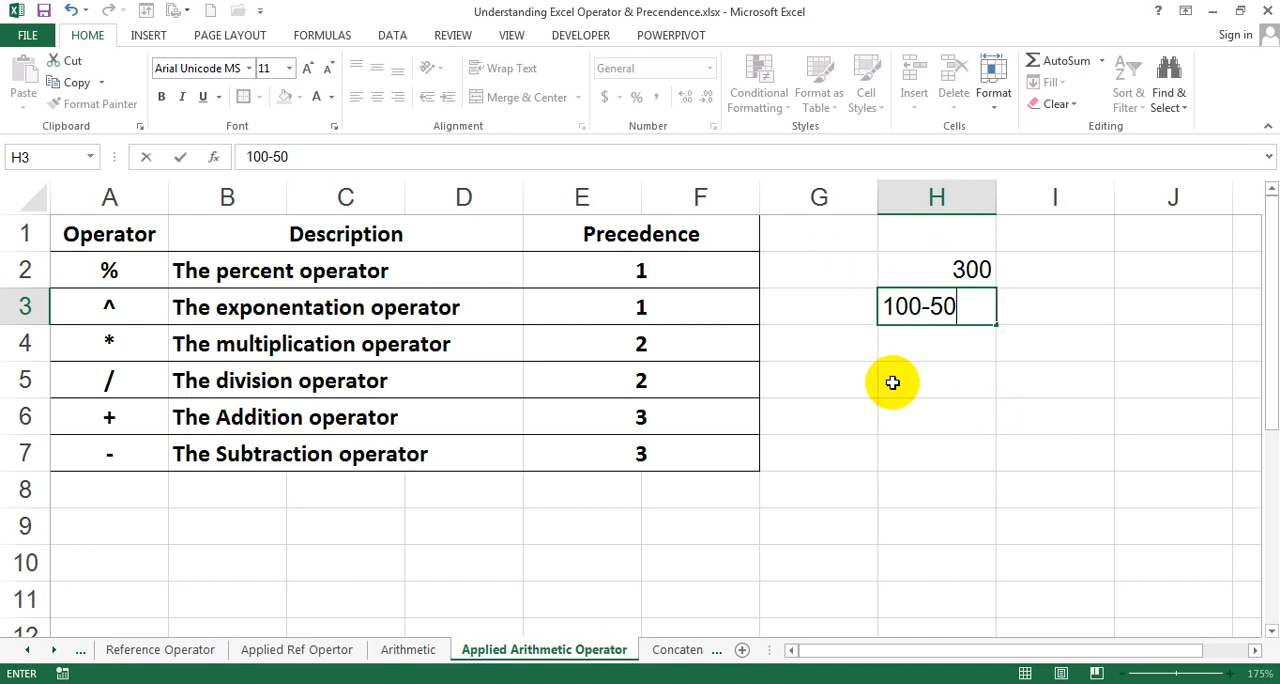 Understanding Excel Operator & Precendence.xlsx - Microsoft Excel
?
Sign in
FILE HOME INSERT PAGE LAYOUT FORMULAS DATA REVIEW VIEW DEVELOPER POWERPIVOT
Paste
Cut
Copy
Format Painter
Clipboard
Arial Unicode MS 11
B I U
Font
Wrap Text
Merge & Center
Alignment
General
$ % ,
Number
Conditional Formatting
Format as Table
Cell Styles
Styles
Insert Delete Format
Cells
AutoSum
Fill
Clear
Sort & Filter
Find & Select
Editing
H3 fx 100-50
A B C D E F G H I J
1 Operator Description Precedence
2 % The percent operator 1 300
3 ^ The exponentation operator 1 100-50
4 * The multiplication operator 2
5 / The division operator 2
6 + The Addition operator 3
7 - The Subtraction operator 3
8
9
10
11
12
... Reference Operator Applied Ref Opertor Arithmetic Applied Arithmetic Operator Concaten ...
ENTER 175%